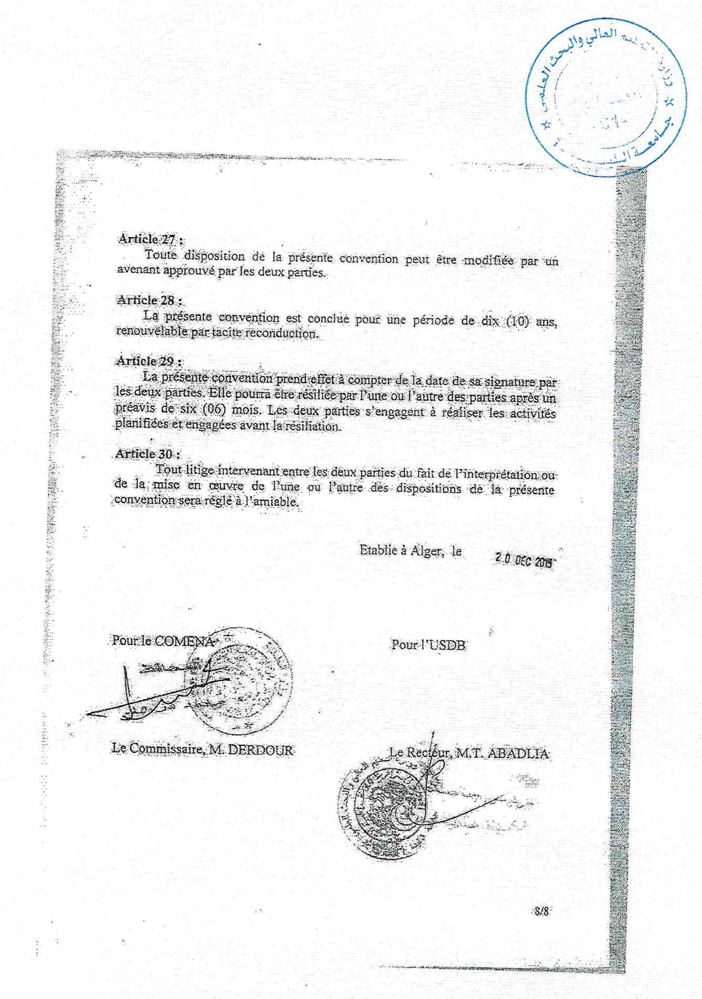 العالي والبحث العلمي
Article 27 :
Toute disposition de la présente convention peut être modifiée par un
avenant approuvé par les deux parties.
Article 28 :
La présente convention est conclue pour une période de dix (10) ans,
renouvelable par tacite reconduction.
Article 29 :
La présente convention prend effet à compter de la date de sa signature par
les deux parties. Elle pourra être résiliée par l'une ou l'autre des parties après un
préavis de six (06) mois. Les deux parties s'engagent à réaliser les activités
planifiées et engagées avant la résiliation.
Article 30 :
Tout litige intervenant entre les deux parties du fait de l'interprétation ou
de la mise en œuvre de l'une ou l'autre des dispositions de la présente
convention sera réglé à l'amiable.
Etablie à Alger, le 20 DEC
Pour le COMENA
Pour l'USDB
Le Commissaire, M. DERDOUR
Le Recteur, M.T. ABADLIA
8/8